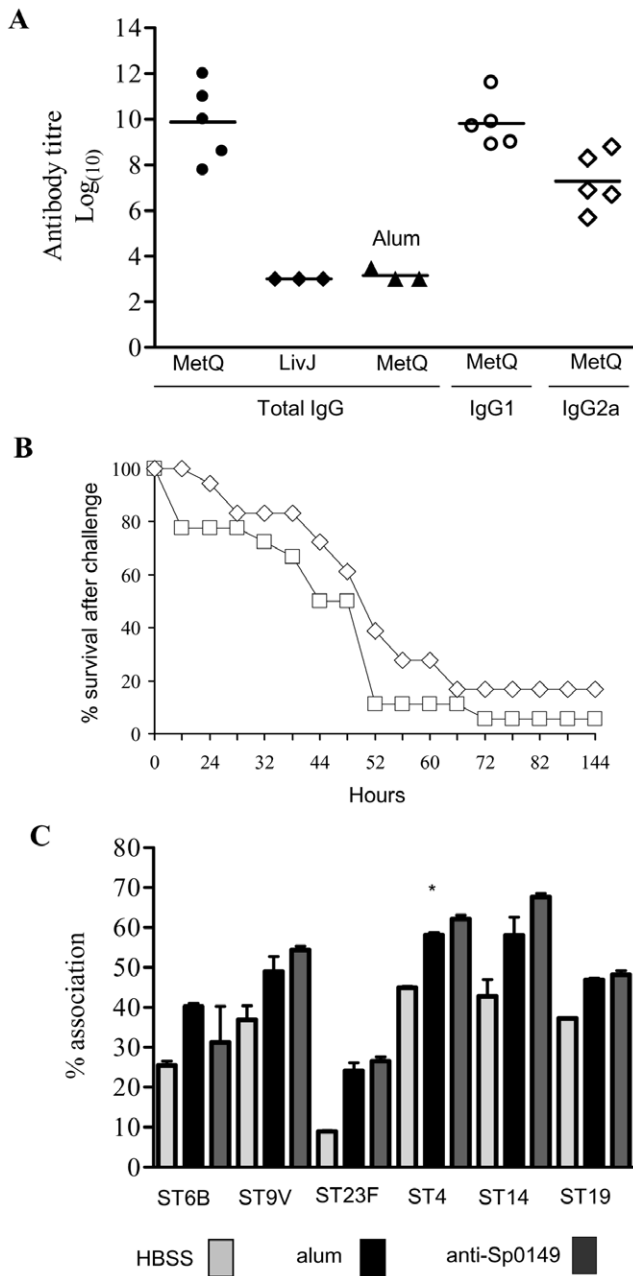 A
Antibody titre
Log(10)
14
12
10
8
6
4
2
0
Alum
MetQ LivJ MetQ MetQ MetQ
Total IgG IgG1 IgG2a
B
% survival after challenge
100
80
60
40
20
0
0 24 32 44 52 60 72 82 144
Hours
C
% association
80
70
60
50
40
30
20
10
0
*
ST6B ST9V ST23F ST4 ST14 ST19
HBSS alum anti-Sp0149